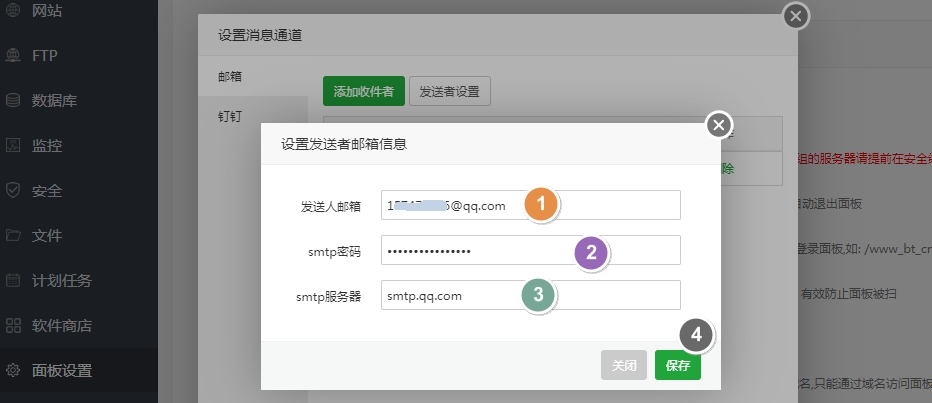 网站
FTP
数据库
监控
安全
文件
计划任务
软件商店
面板设置
设置消息通道
邮箱
钉钉
添加收件者
发送者设置
除
设置发送者邮箱信息
发送人邮箱
@qq.com
1
smtp密码
••••••••••••••••
2
smtp服务器
smtp.qq.com
3
4
关闭
保存
组的服务器请提前在安全
自动退出面板
登录面板,如: /www_bt_cn
有效防止面板被扫
名,只能通过域名访问面板